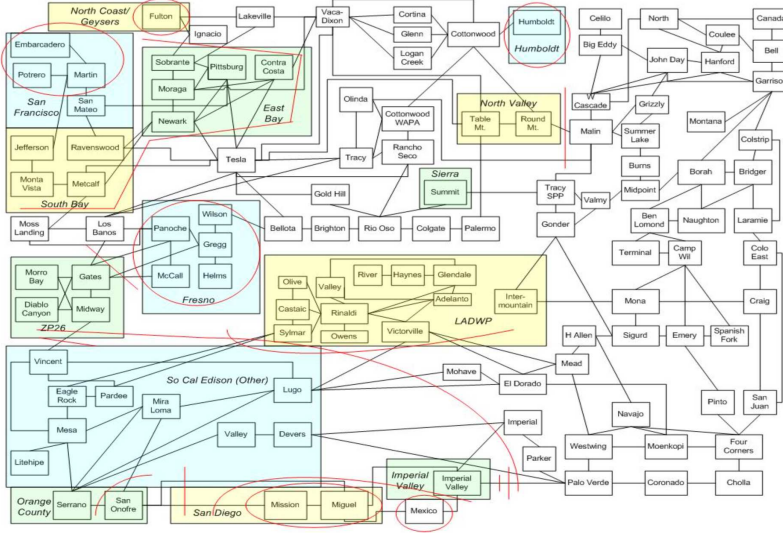 North Coast/
Geysers
Fulton
Ignacio
Lakeville
Vaca-
Dixon
Cortina
Glenn
Logan
Creek
Cottonwood
Humboldt
Humboldt
Celilo
Big Eddy
North
Coulee
John Day
Hanford
Canada
Bell
Garriso
Embarcadero
Potrero
Martin
San
Mateo
San
Francisco
Sobrante
Pittsburg
Contra
Costa
Moraga
Newark
East
Bay
Olinda
Cottonwood
WAPA
Rancho
Seco
Tracy
Tesla
North Valley
Table
Mt.
Round
Mt.
W
Cascade
Malin
Grizzly
Summer
Lake
Burns
Midpoint
Montana
Colstrip
Borah
Bridger
Jefferson
Ravenswood
Monta
Vista
Metcalf
South Bay
Sierra
Summit
Tracy
SPP
Valmy
Gonder
Ben
Lomond
Naughton
Laramie
Moss
Landing
Los
Banos
Panoche
Wilson
Gregg
McCall
Helms
Fresno
Gold Hill
Bellota
Brighton
Rio Oso
Colgate
Palermo
Terminal
Camp
Wil
Colo
East
Morro
Bay
Gates
Diablo
Canyon
Midway
ZP26
Olive
Valley
River
Haynes
Glendale
Castaic
Rinaldi
Adelanto
Sylmar
Owens
Victorville
LADWP
Inter-
mountain
Mona
Craig
H Allen
Sigurd
Emery
Spanish
Fork
Vincent
So Cal Edison (Other)
Eagle
Rock
Pardee
Mira
Loma
Lugo
Mesa
Litehipe
Valley
Devers
Mohave
El Dorado
Mead
Pinto
San
Juan
Navajo
Imperial
Parker
Westwing
Moenkopi
Four
Corners
Palo Verde
Coronado
Cholla
Orange
County
Serrano
San
Onofre
San Diego
Mission
Miguel
Imperial
Valley
Imperial
Valley
Mexico